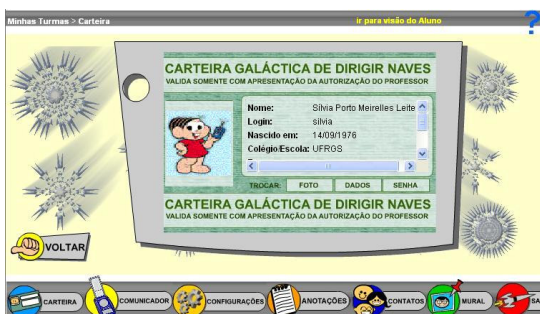 Minhas Turmas > Carteira
ir para visão do Aluno
?
CARTEIRA GALÁCTICA DE DIRIGIR NAVES
VALIDA SOMENTE COM APRESENTAÇÃO DA AUTORIZAÇÃO DO PROFESSOR
Nome: Sílvia Porto Meirelles Leite
Login: silvia
Nascido em: 14/09/1976
Colégio/Escola: UFRGS
TROCAR: FOTO DADOS SENHA
CARTEIRA GALÁCTICA DE DIRIGIR NAVES
VALIDA SOMENTE COM APRESENTAÇÃO DA AUTORIZAÇÃO DO PROFESSOR
VOLTAR
CARTEIRA COMUNICADOR CONFIGURAÇÕES ANOTAÇÕES CONTATOS MURAL SA